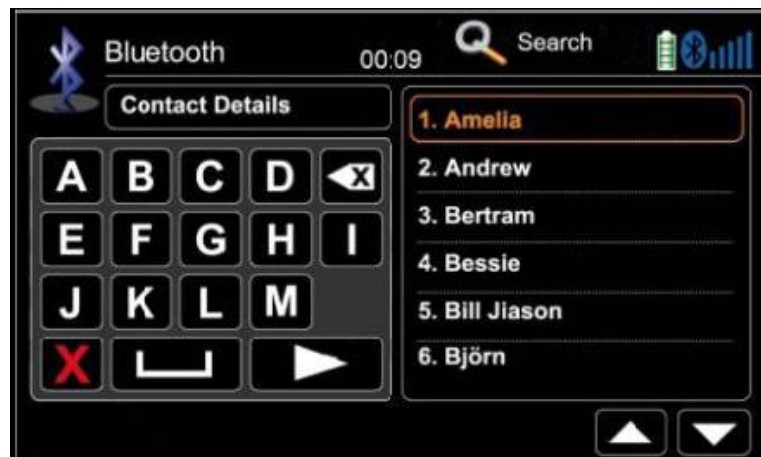 Bluetooth
00:09
Search
Contact Details
A B C D X
E F G H I
J K L M
X
1. Amelia
2. Andrew
3. Bertram
4. Bessie
5. Bill Jiason
6. Björn